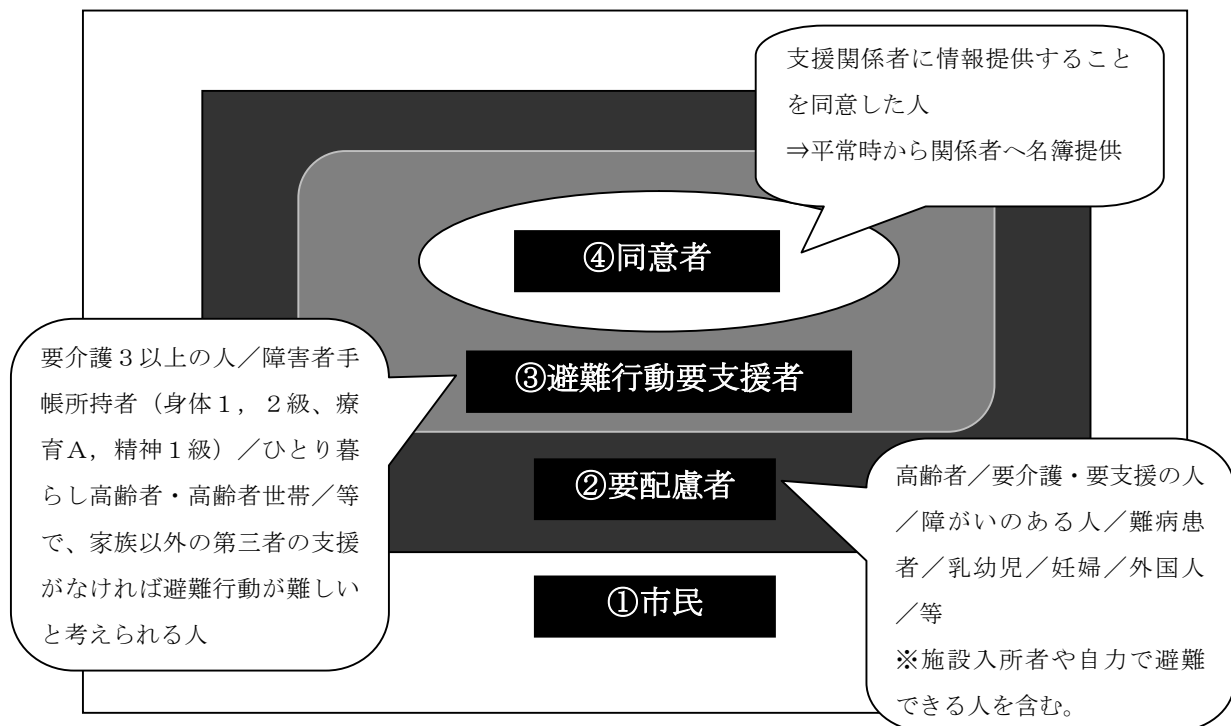 支援関係者に情報提供すること
を同意した人
⇒平常時から関係者へ名簿提供
④同意者
③避難行動要支援者
要介護３以上の人／障害者手
帳所持者（身体１，２級、療
育Ａ，精神１級）／ひとり暮
らし高齢者・高齢者世帯／等
で、家族以外の第三者の支援
がなければ避難行動が難しい
と考えられる人
②要配慮者
高齢者／要介護・要支援の人
／障がいのある人／難病患
者／乳幼児／妊婦／外国人
／等
※施設入所者や自力で避難
できる人を含む。
①市民